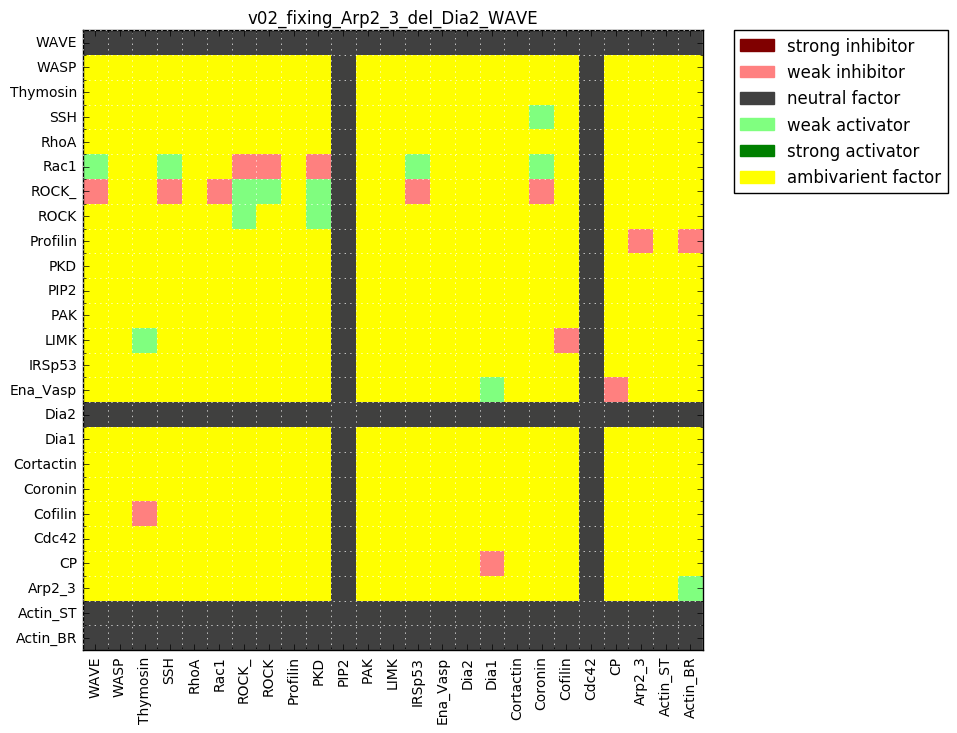 v02_fixing_Arp2_3_del_Dia2_WAVE
strong inhibitor
weak inhibitor
neutral factor
weak activator
strong activator
ambivarient factor
WAVE
WASP
Thymosin
SSH
RhoA
Rac1
ROCK_
ROCK
Profilin
PKD
PIP2
PAK
LIMK
IRSp53
Ena_Vasp
Dia2
Dia1
Cortactin
Coronin
Cofilin
Cdc42
CP
Arp2_3
Actin_ST
Actin_BR
WAVE
WASP
Thymosin
SSH
RhoA
Rac1
ROCK_
ROCK
Profilin
PKD
PIP2
PAK
LIMK
IRSp53
Ena_Vasp
Dia2
Dia1
Cortactin
Coronin
Cofilin
Cdc42
CP
Arp2_3
Actin_ST
Actin_BR